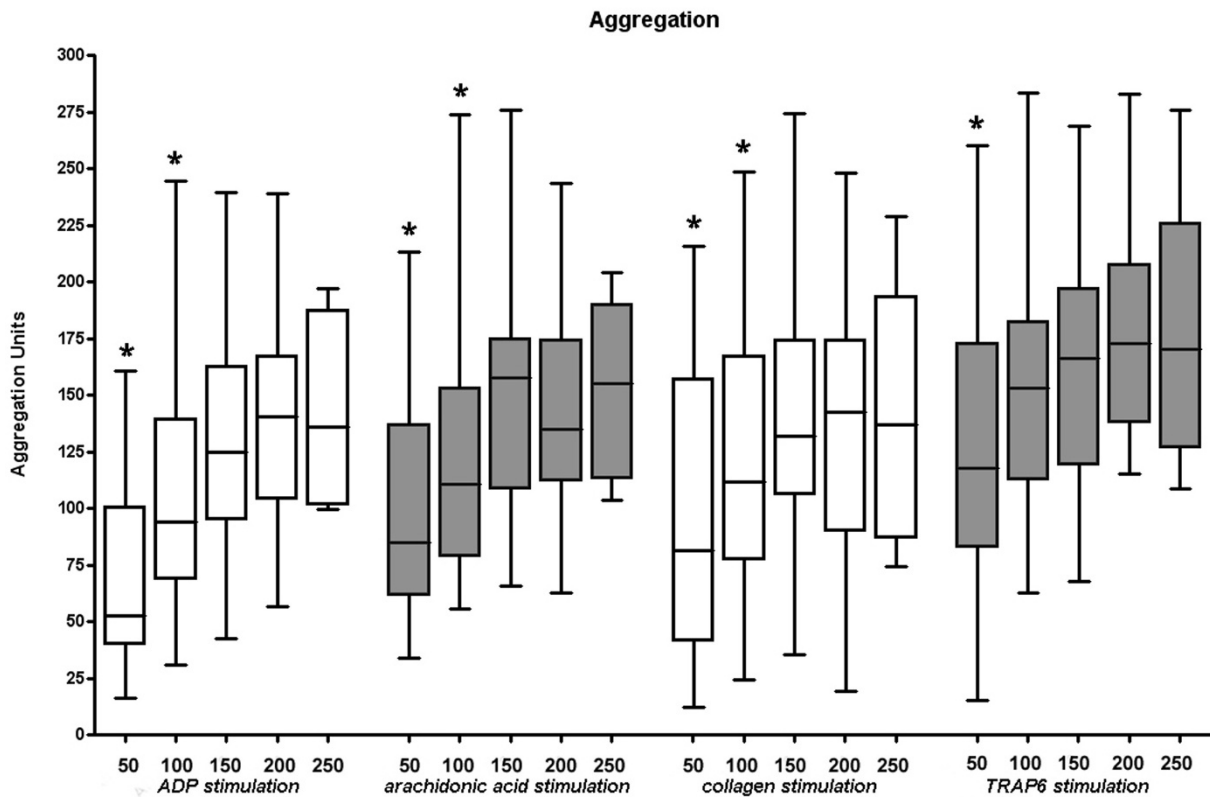 Aggregation
300
275
250
225
200
175
150
125
100
75
50
25
0
Aggregation Units
* * * * * * *
50 100 150 200 250 50 100 150 200 250 50 100 150 200 250 50 100 150 200 250
ADP stimulation arachidonic acid stimulation collagen stimulation TRAP6 stimulation